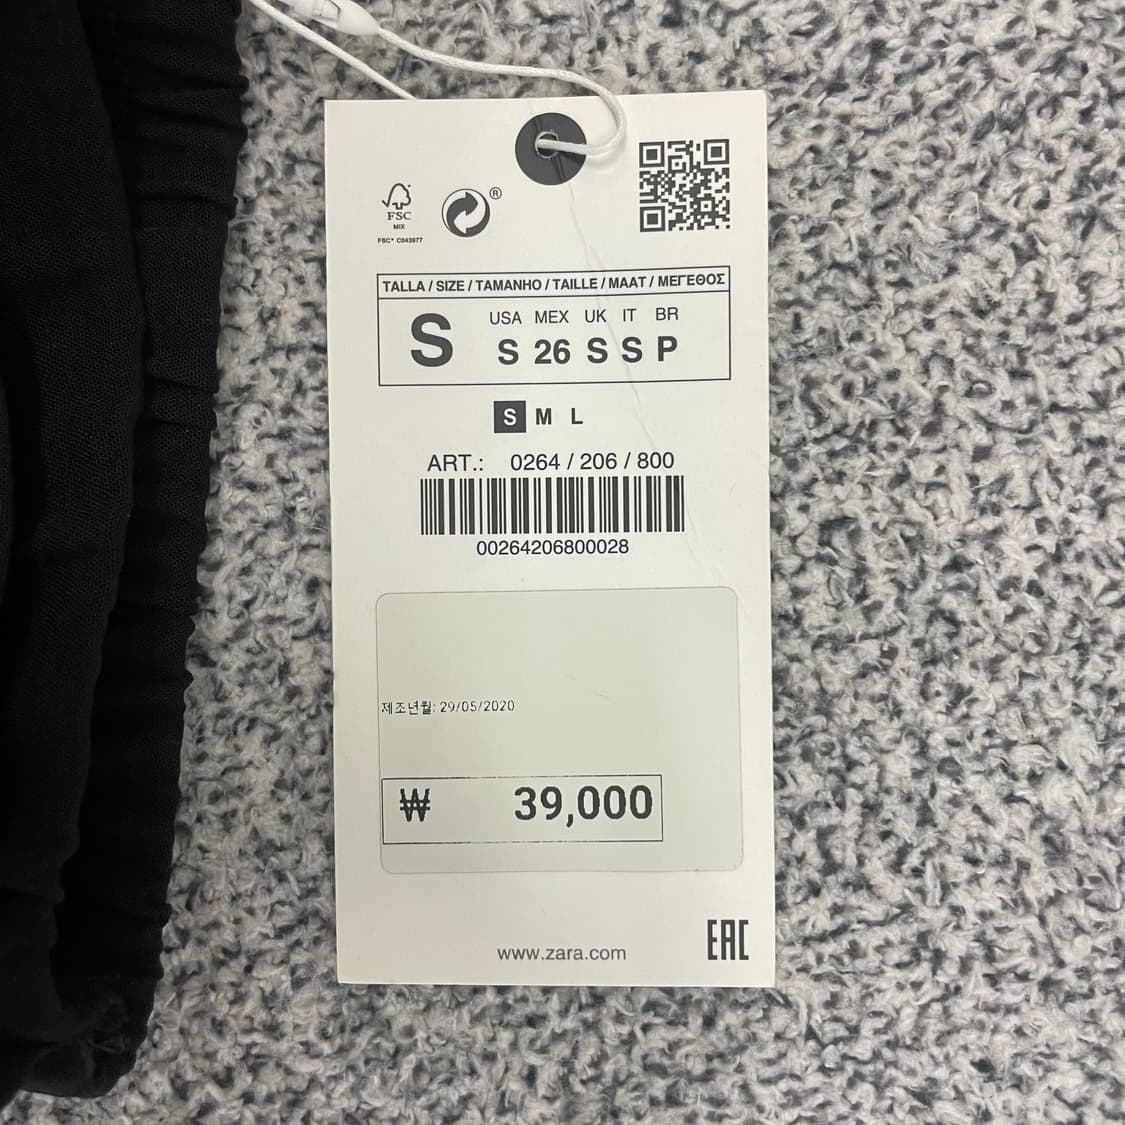 ®
FSC
MIX
FSC® C043977
TALLA / SIZE / TAMANHO / TAILLE / MAAT / ΜΕΓΕΘΟΣ
S
USA MEX UK IT BR
S 26 S S P
S M L
ART.: 0264 / 206 / 800
00264206800028
제조년월: 29/05/2020
₩ 39,000
www.zara.com
EAC